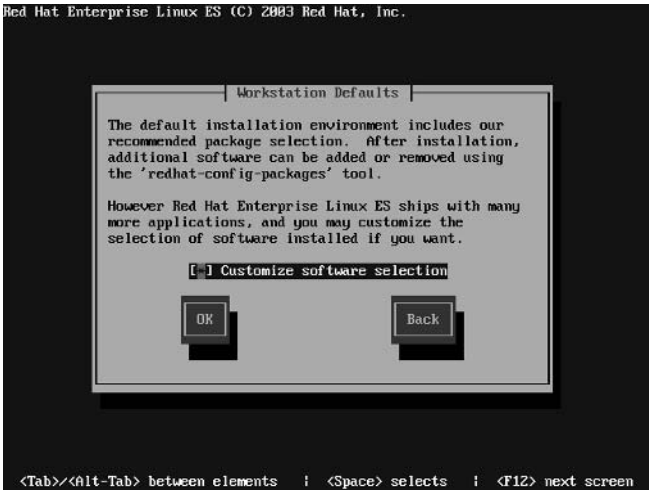 Red Hat Enterprise Linux ES (C) 2003 Red Hat, Inc.
Workstation Defaults
The default installation environment includes our
recommended package selection.  After installation,
additional software can be added or removed using
the 'redhat-config-packages' tool.
However Red Hat Enterprise Linux ES ships with many
more applications, and you may customize the
selection of software installed if you want.
[*] Customize software selection
OK Back
<Tab>/<Alt-Tab> between elements | <Space> selects | <F12> next screen